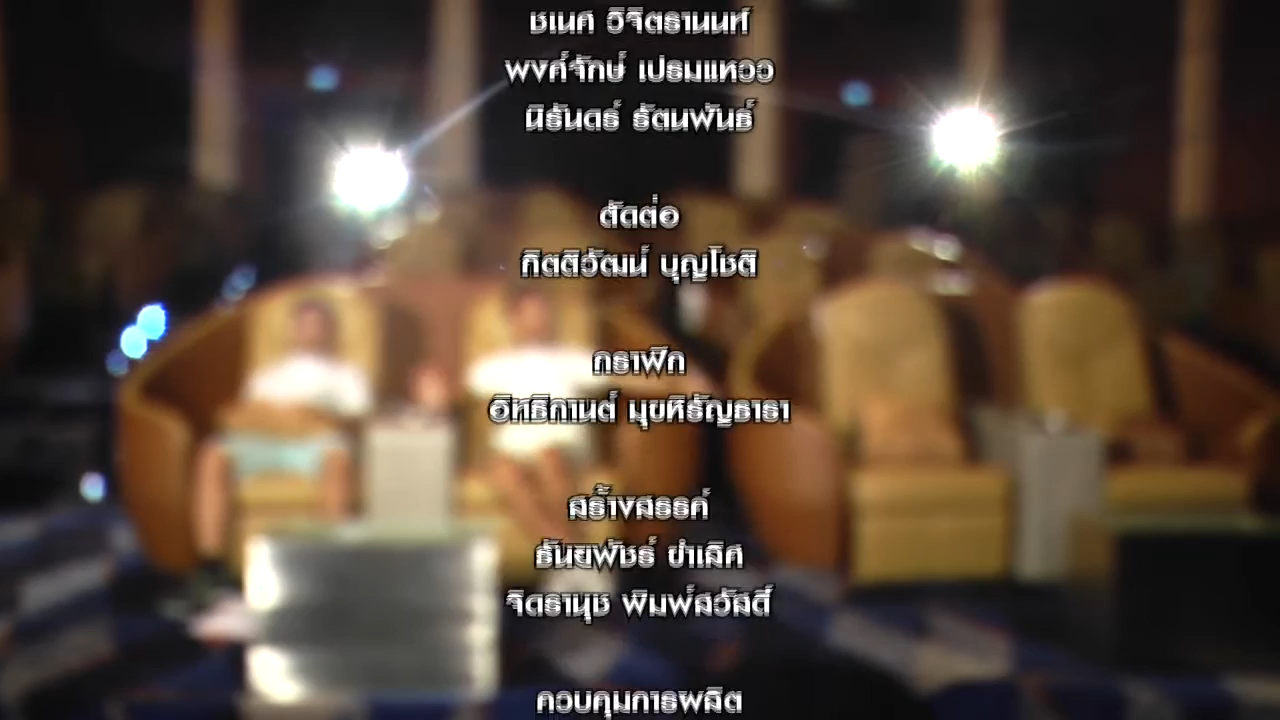 ชเนศ วิจิตรานนท์
พงศ์จักษ์ เปรมแหวว
นิรันดร์ รัตนพันธ์
ตัดต่อ
กิตติวัฒน์ บุญโชติ
กราฟิก
อิทธิกานต์ มุขหิรัญธารา
สร้างสรรค์
ธันยพัชร์ ขำเลิศ
จิตรานุช พิมพ์สวัสดิ์
ควบคุมการผลิต